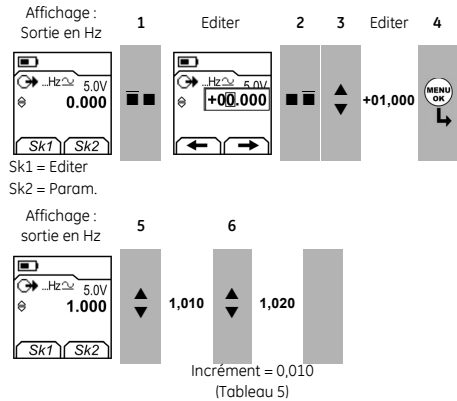 Affichage :
Sortie en Hz
1
Editer
2
3
Editer
4
...Hz 5.0V
0.000
Sk1 Sk2
...Hz 5.0V
+00.000
+01,000
MENU
OK
Sk1 = Editer
Sk2 = Param.
Affichage :
sortie en Hz
5
6
...Hz 5.0V
1.000
Sk1 Sk2
1,010
1,020
Incrément = 0,010
(Tableau 5)